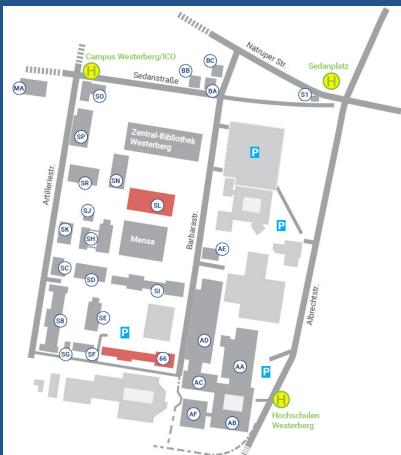 Natruper Str.
Campus Westerberg/ICO
H
BC
BB
Sedanplatz
H
Sedanstraße
MA
SO
BA
S1
SP
Zentral-Bibliothek
Westerberg
P
Artilleriestr.
SR
SN
SL
SJ
P
SK
SH
Mensa
Barbarastr.
AE
SC
SD
SI
Albrechtstr.
SB
SE
P
AD
SG
SF
66
AA
P
AC
H
Hochschulen
Westerberg
AF
AB